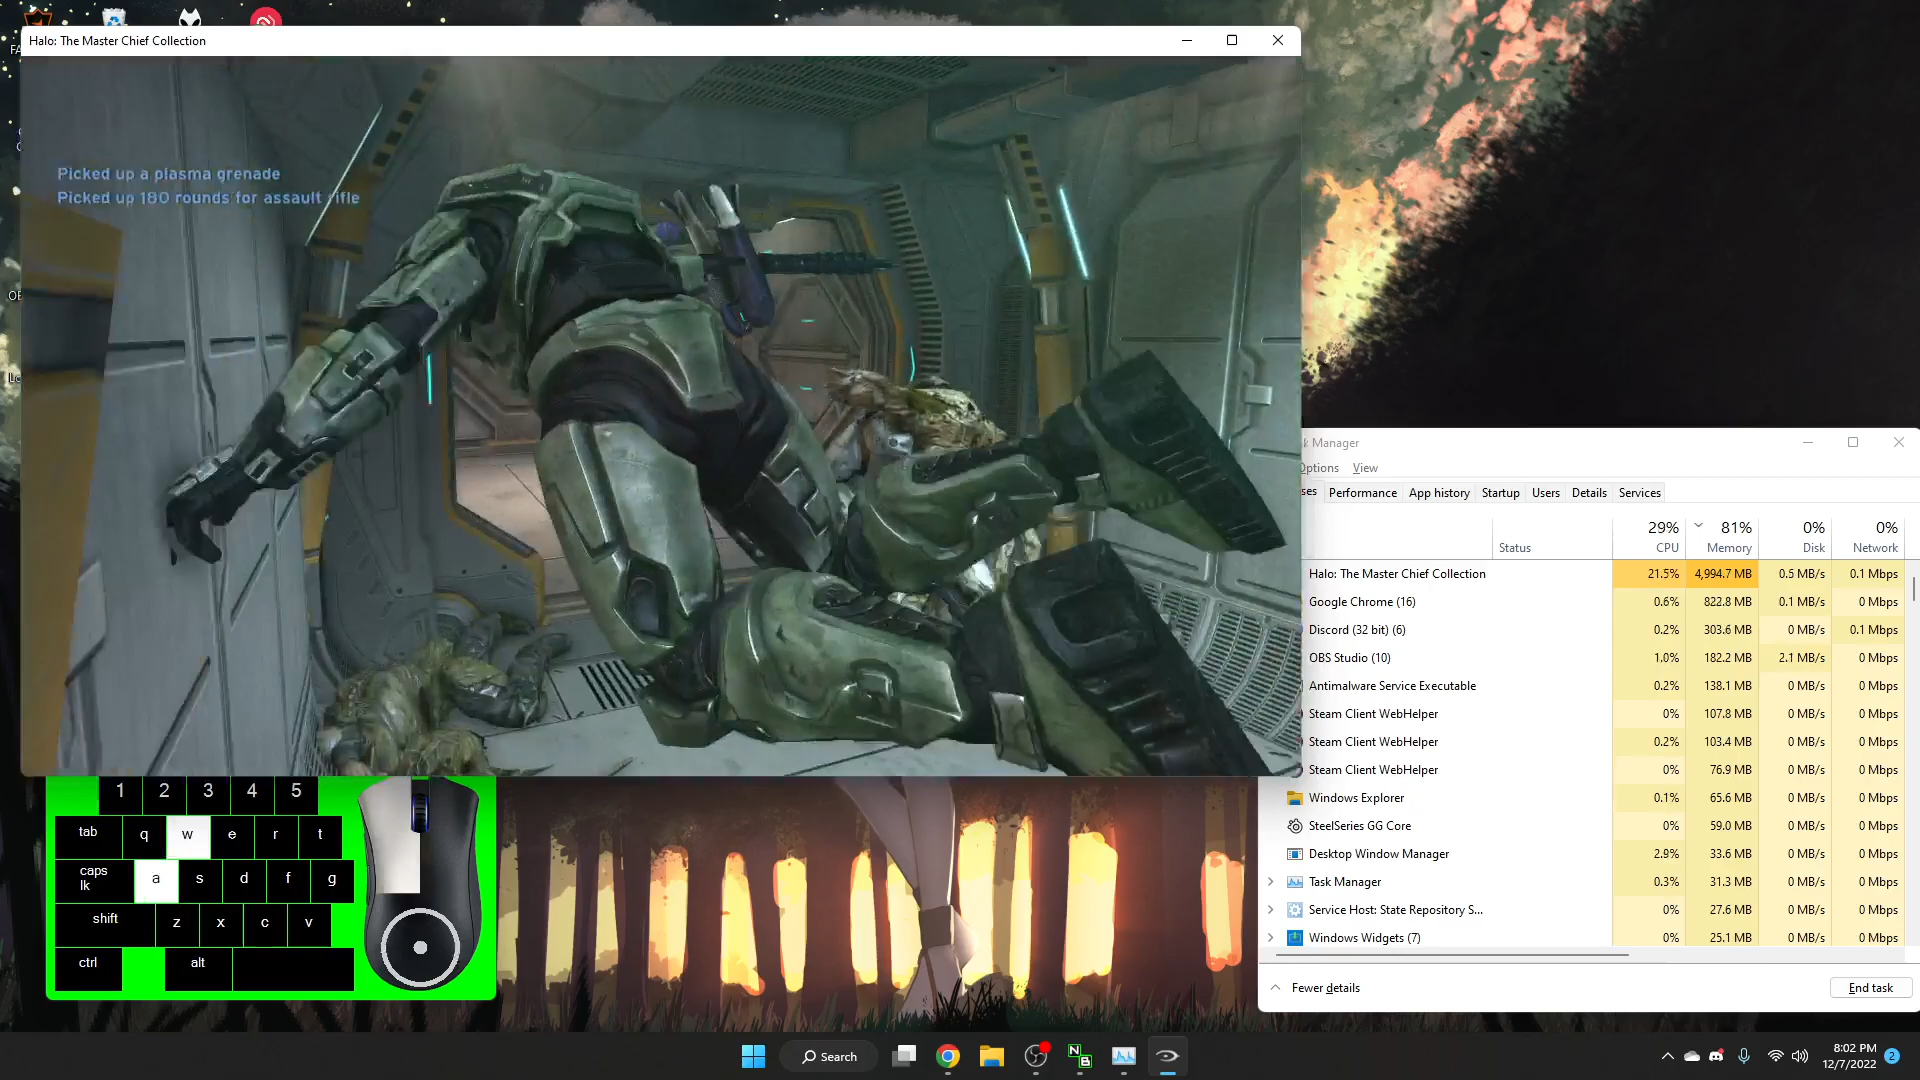 Halo: The Master Chief Collection
Picked up a plasma grenade
Picked up 180 rounds for assault rifle
Manager
Options View
Performance App history Startup Users Details Services
29% 81% 0% 0%
Status CPU Memory Disk Network
Halo: The Master Chief Collection 21.5% 4,994.7 MB 0.5 MB/s 0.1 Mbps
Google Chrome (16) 0.6% 822.8 MB 0.1 MB/s 0 Mbps
Discord (32 bit) (6) 0.2% 303.6 MB 0 MB/s 0.1 Mbps
OBS Studio (10) 1.0% 182.2 MB 2.1 MB/s 0 Mbps
Antimalware Service Executable 0.2% 138.1 MB 0 MB/s 0 Mbps
Steam Client WebHelper 0% 107.8 MB 0 MB/s 0 Mbps
Steam Client WebHelper 0.2% 103.4 MB 0 MB/s 0 Mbps
Steam Client WebHelper 0% 76.9 MB 0 MB/s 0 Mbps
Windows Explorer 0.1% 65.6 MB 0 MB/s 0 Mbps
SteelSeries GG Core 0% 59.0 MB 0 MB/s 0 Mbps
Desktop Window Manager 2.9% 33.6 MB 0 MB/s 0 Mbps
Task Manager 0.3% 31.3 MB 0 MB/s 0 Mbps
Service Host: State Repository S... 0% 27.6 MB 0 MB/s 0 Mbps
Windows Widgets (7) 0% 25.1 MB 0 MB/s 0 Mbps
Fewer details End task
1 2 3 4 5
tab q w e r t
caps lk a s d f g
shift z x c v
ctrl alt
Search
N B
8:02 PM
12/7/2022 2